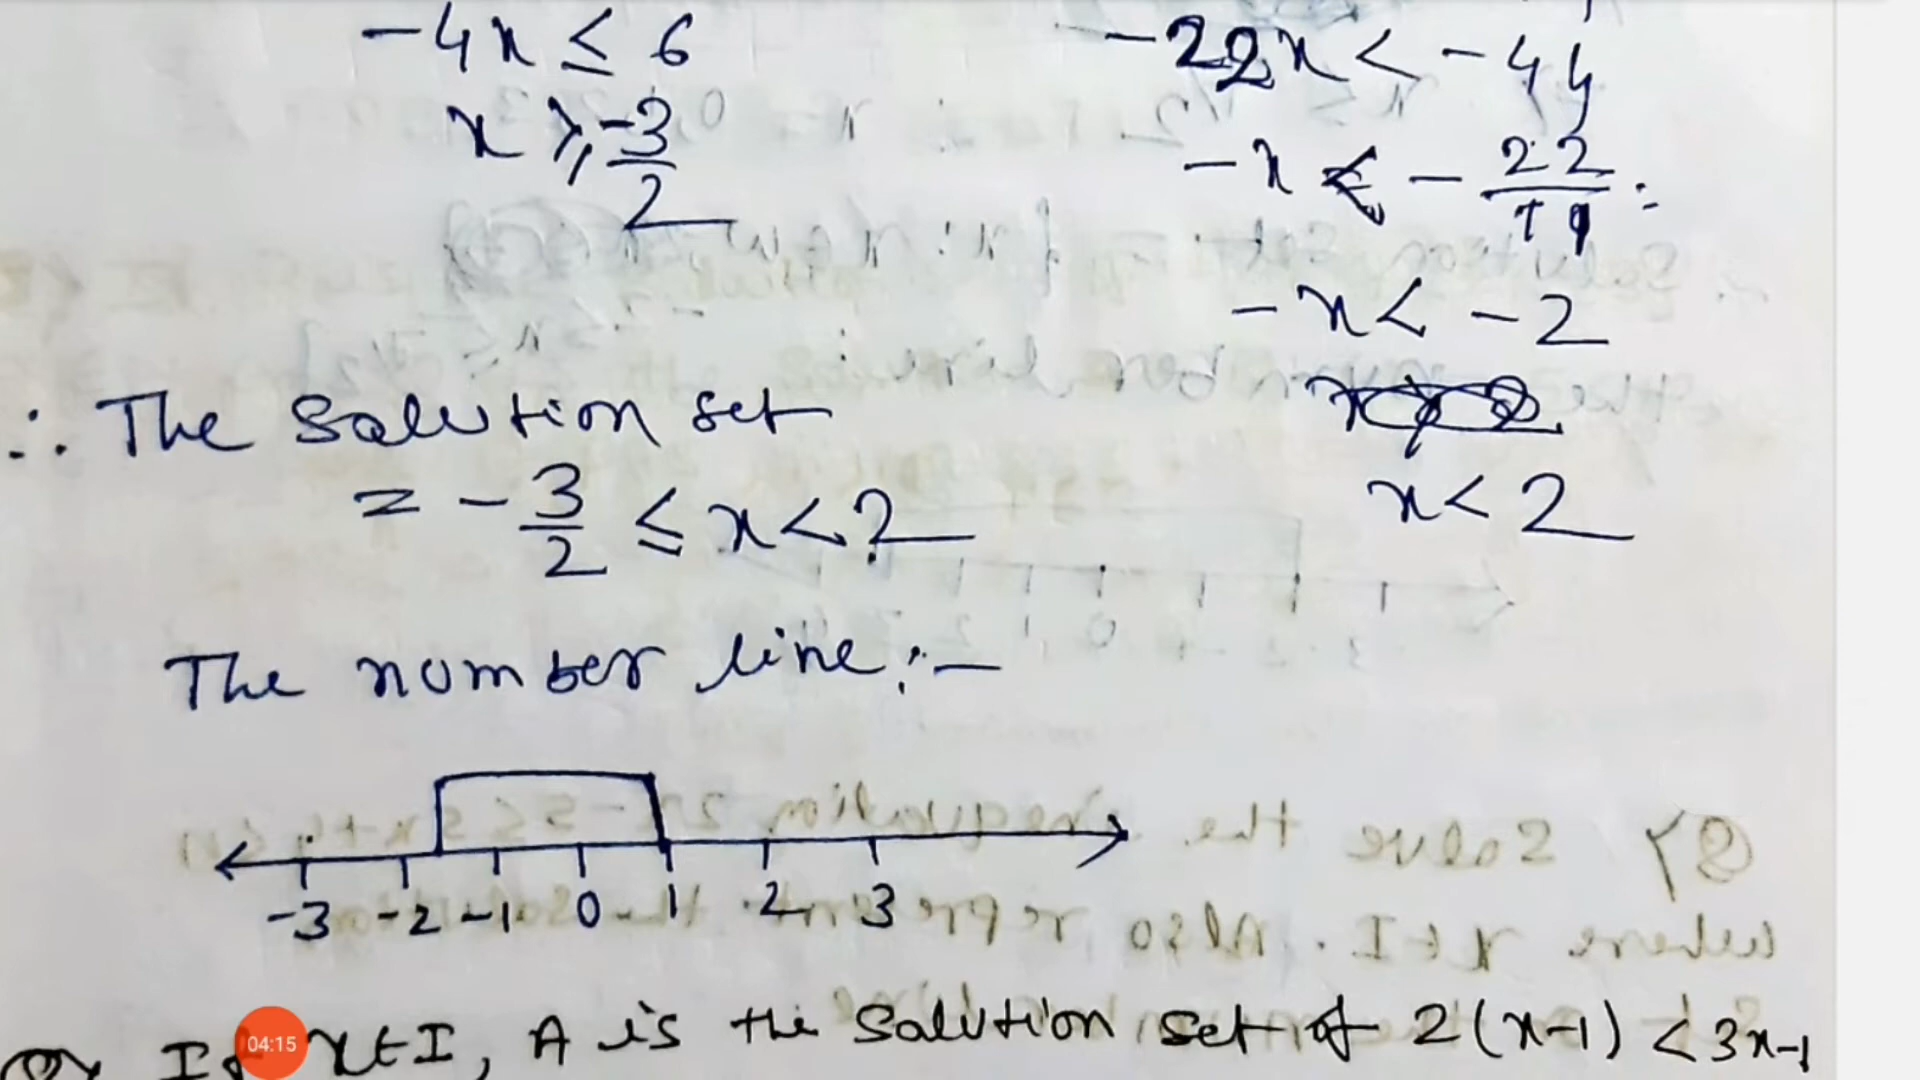 -4x ≤ 6
x ≥ -3/2
-22x < -44
-x < - 22/11
-x < -2
x < 2
∴ The Solution set
= -3/2 ≤ x < 2
The number line :-
-3 -2 -1 0 1 2 3
If x ∈ I, A is the Solution set of 2(x-1) < 3x-1
04:15